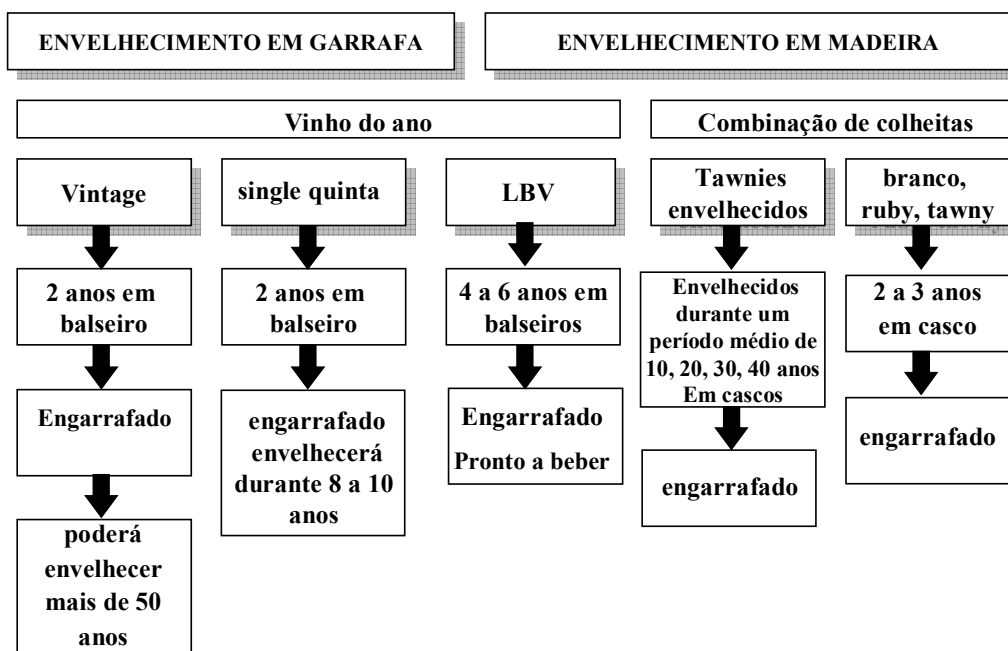 ENVELHECIMENTO EM GARRAFA
ENVELHECIMENTO EM MADEIRA
Vinho do ano
Combinação de colheitas
Vintage
single quinta
LBV
Tawnies
envelhecidos
branco,
ruby, tawny
2 anos em
balseiro
2 anos em
balseiro
4 a 6 anos em
balseiros
Envelhecidos
durante um
período médio de
10, 20, 30, 40 anos
Em cascos
2 a 3 anos
em casco
Engarrafado
engarrafado
envelhecerá
durante 8 a 10
anos
Engarrafado
Pronto a beber
engarrafado
engarrafado
poderá
envelhecer
mais de 50
anos